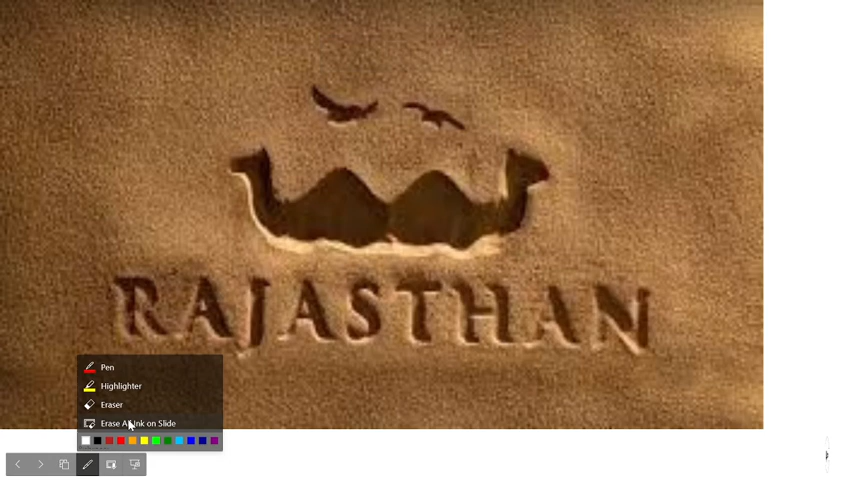 RAJASTHAN
Pen
Highlighter
Eraser
Erase All Ink on Slide